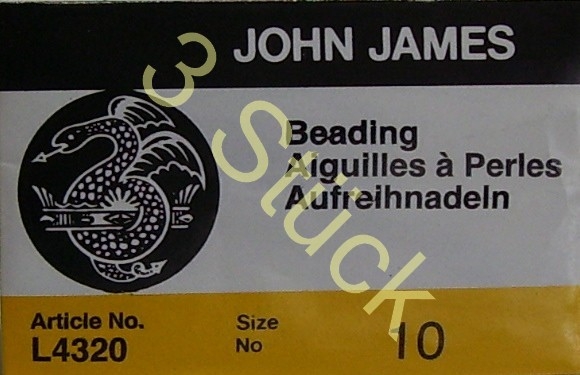 JOHN JAMES
Beading
Aiguilles à Perles
Aufreihnadeln
Article No.
L4320
Size
No
10
3 Stück